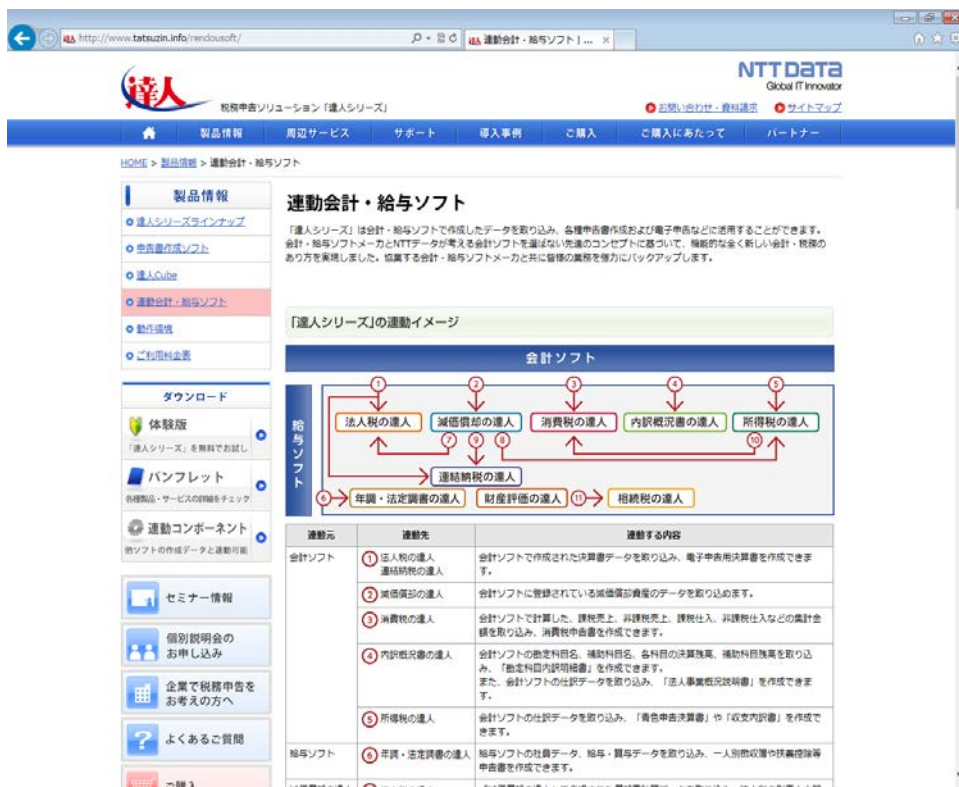 http://www.tatsuzin.info/rendousoft/
達人 連動会計・給与ソフト | ...
達人
税務申告ソリューション「達人シリーズ」
NTT DATA
Global IT Innovator
お問い合わせ・資料請求
サイトマップ
製品情報
周辺サービス
サポート
導入事例
ご購入
ご購入にあたって
パートナー
HOME > 製品情報 > 連動会計・給与ソフト
製品情報
達人シリーズラインナップ
申告書作成ソフト
達人Cube
連動会計・給与ソフト
動作環境
ご利用料金表
ダウンロード
体験版
「達人シリーズ」を無料でお試し
パンフレット
各種製品・サービスの詳細をチェック
連動コンポーネント
他ソフトの作成データと連動可能
セミナー情報
個別説明会の
お申し込み
企業で税務申告を
お考えの方へ
よくあるご質問
ご購入
連動会計・給与ソフト
「達人シリーズ」は会計・給与ソフトで作成したデータを取り込み、各種申告書作成および電子申告などに活用することができます。
会計・給与ソフトメーカとNTTデータが考える会計ソフトを選ばない先進のコンセプトに基づいて、機能的な全く新しい会計・税務の
あり方を実現しました。協業する会計・給与ソフトメーカと共に皆様の業務を強力にバックアップします。
「達人シリーズ」の連動イメージ
会計ソフト
給与ソフト
① ② ③ ④ ⑤
法人税の達人 減価償却の達人 消費税の達人 内訳概況書の達人 所得税の達人
⑦ ⑨ ⑧ ⑩
連結納税の達人
⑥ 年調・法定調書の達人 財産評価の達人 ⑪ 相続税の達人
連動元 連動先 連動する内容
会計ソフト ① 法人税の達人 会計ソフトで作成された決算書データを取り込み、電子申告用決算書を作成できま
連結納税の達人 す。
② 減価償却の達人 会計ソフトに登録されている減価償却資産のデータを取り込めます。
③ 消費税の達人 会計ソフトで計算した、課税売上、非課税売上、課税仕入、非課税仕入などの集計金
額を取り込み、消費税申告書を作成できます。
④ 内訳概況書の達人 会計ソフトの勘定科目名、補助科目名、各科目の決算残高、補助科目残高を取り込
み、「勘定科目内訳明細書」を作成できます。
また、会計ソフトの仕訳データを取り込み、「法人事業概況説明書」を作成できま
す。
⑤ 所得税の達人 会計ソフトの仕訳データを取り込み、「青色申告決算書」や「収支内訳書」を作成で
きます。
給与ソフト ⑥ 年調・法定調書の達人 給与ソフトの社員データ、給与・賞与データを取り込み、一人別徴収簿や扶養控除等
申告書を作成できます。